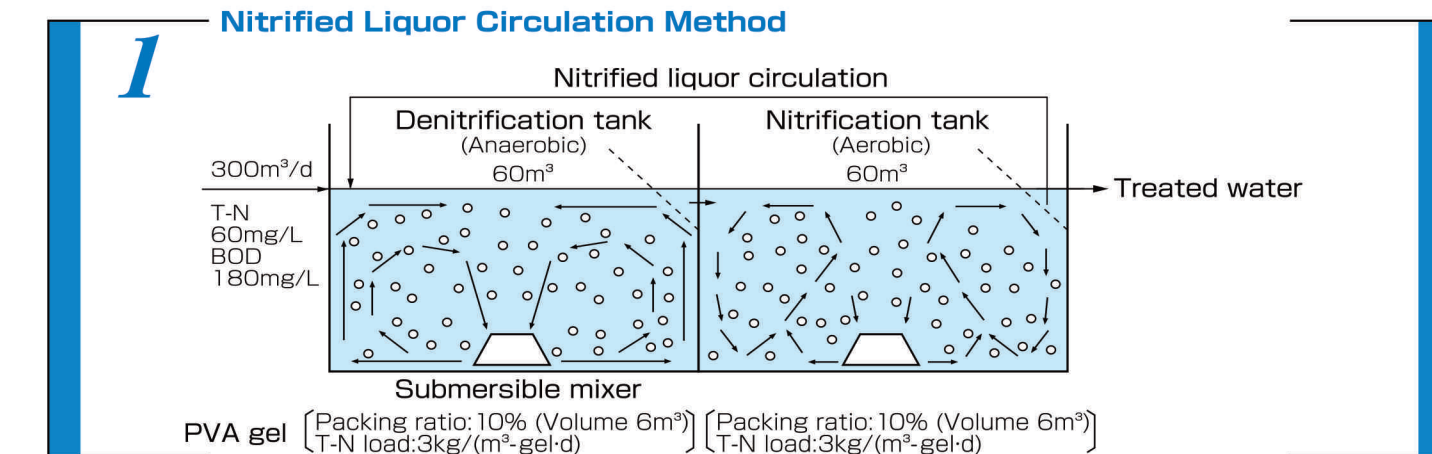 1
Nitrified Liquor Circulation Method
Nitrified liquor circulation
Denitrification tank
(Anaerobic)
60m³
Nitrification tank
(Aerobic)
60m³
300m³/d
T-N
60mg/L
BOD
180mg/L
Treated water
Submersible mixer
PVA gel
Packing ratio:10% (Volume 6m³)
T-N load:3kg/(m³-gel·d)
Packing ratio:10% (Volume 6m³)
T-N load:3kg/(m³-gel·d)